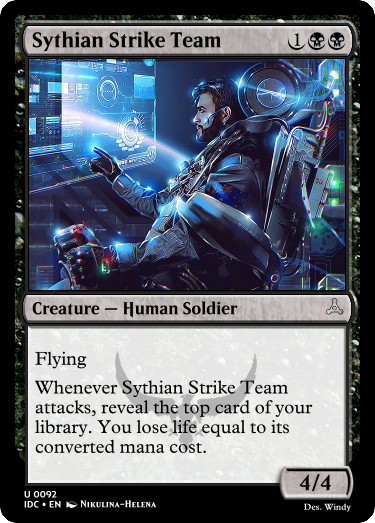 Sythian Strike Team 1
Creature — Human Soldier
Flying
Whenever Sythian Strike Team
attacks, reveal the top card of your
library. You lose life equal to its
converted mana cost.
4/4
U 0092
IDC • EN Nikulina-Helena
Des. Windy